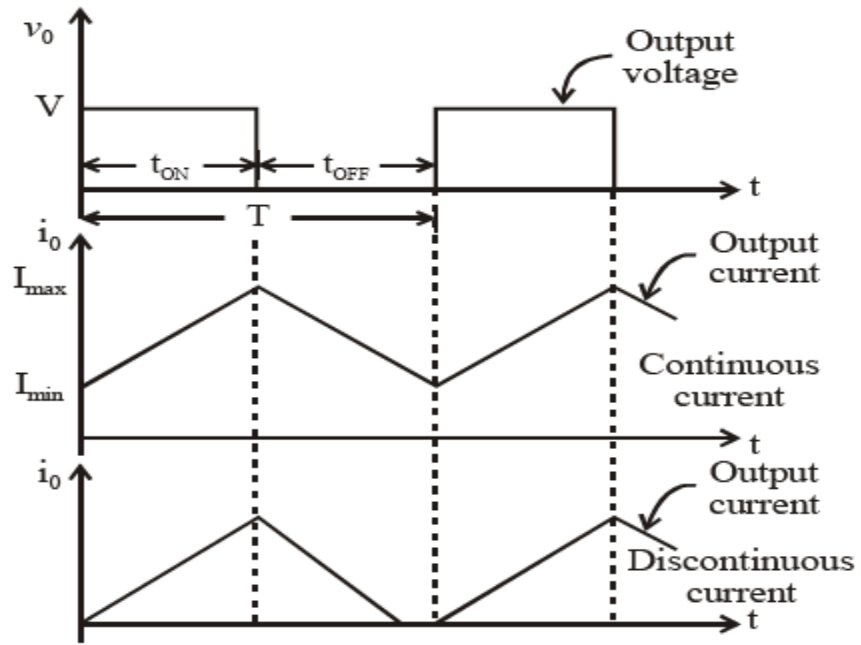 v₀
Output
voltage
V
tON
tOFF
t
T
i₀
Output
current
Imax
Imin
Continuous
current
t
i₀
Output
current
Discontinuous
current
t